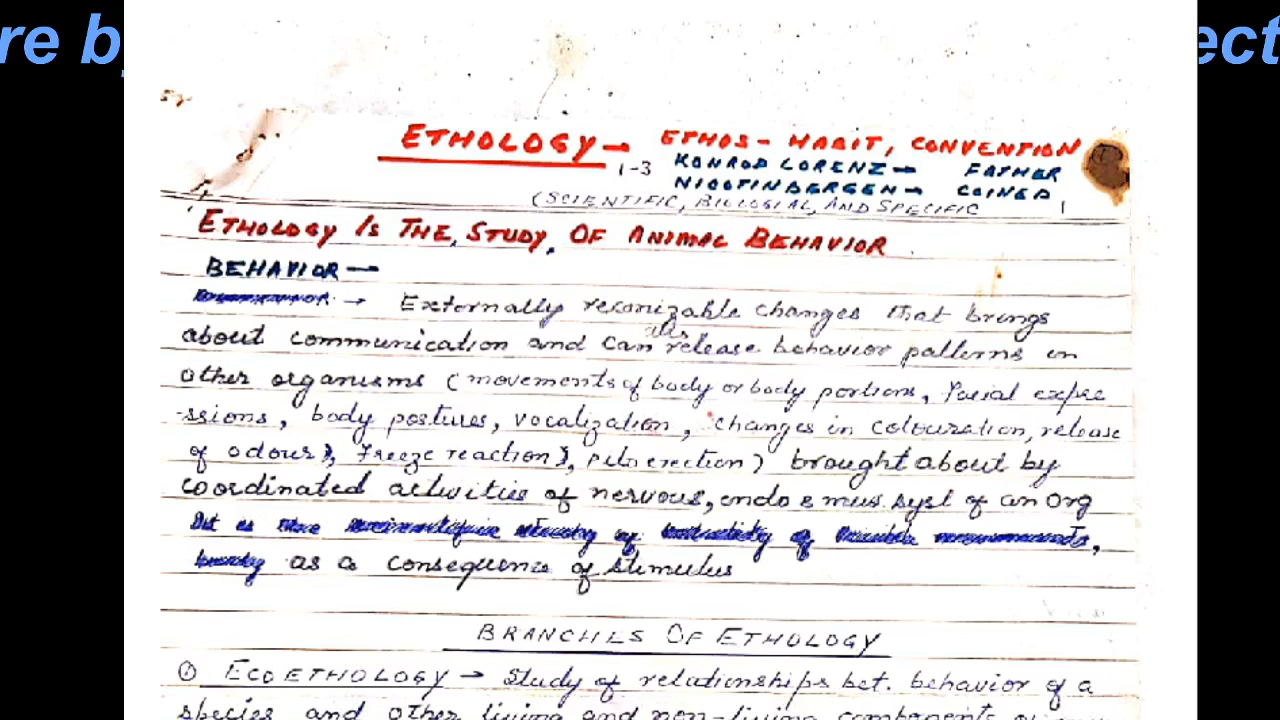 re b
ect
ETHOLOGY — ETHOS - HABIT, CONVENTION
1-3 KONRAD LORENZ — FATHER
NICOTINBERGEN → COINED
(SCIENTIFIC, BIOLOGIAL, AND SPECIFIC
'ETHOLOGY IS THE, STUDY, OF ANIMAL BEHAVIOR
BEHAVIOR —
→ Externally reconizable changes that brings
about communication and can release behavior patterns in
other organisms (movements of body or body portions, facial expre
-ssions, body postures, vocalization, changes in colouration, release
of odour), freeze reaction), piloerection) brought about by
coordinated activities of nervous, endo & mus. syst of an org
as a consequence of stimulus
BRANCHES OF ETHOLOGY
① ECOETHOLOGY → Study of relationships bet. behavior of a
species and other living and non-living components of